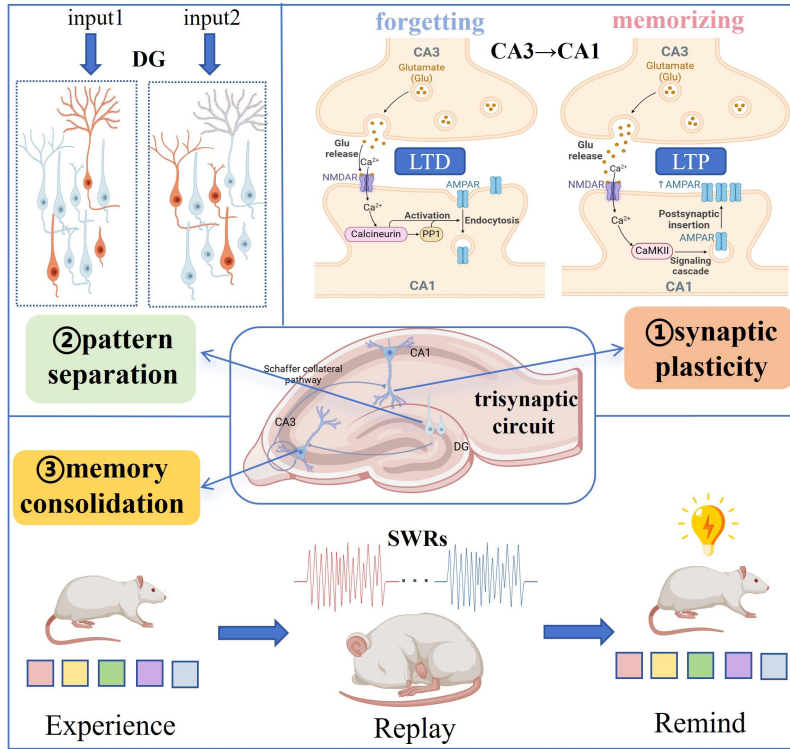 input1
input2
DG
forgetting
memorizing
CA3→CA1
CA3
Glutamate
(Glu)
Glu
release
Ca²⁺
LTD
NMDAR
AMPAR
Ca²⁺
Activation
Endocytosis
Calcineurin
PP1
CA1
CA3
Glutamate
(Glu)
Glu
release
Ca²⁺
LTP
NMDAR
↑AMPAR
Ca²⁺
Postsynaptic
insertion
AMPAR
CaMKII
Signaling
cascade
CA1
②pattern
separation
①synaptic
plasticity
CA1
Schaffer collateral
pathway
CA3
trisynaptic
circuit
DG
③memory
consolidation
SWRs
Experience
Replay
Remind